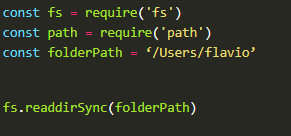 const fs = require('fs')
const path = require('path')
const folderPath = ‘/Users/flavio’
fs.readdirSync(folderPath)